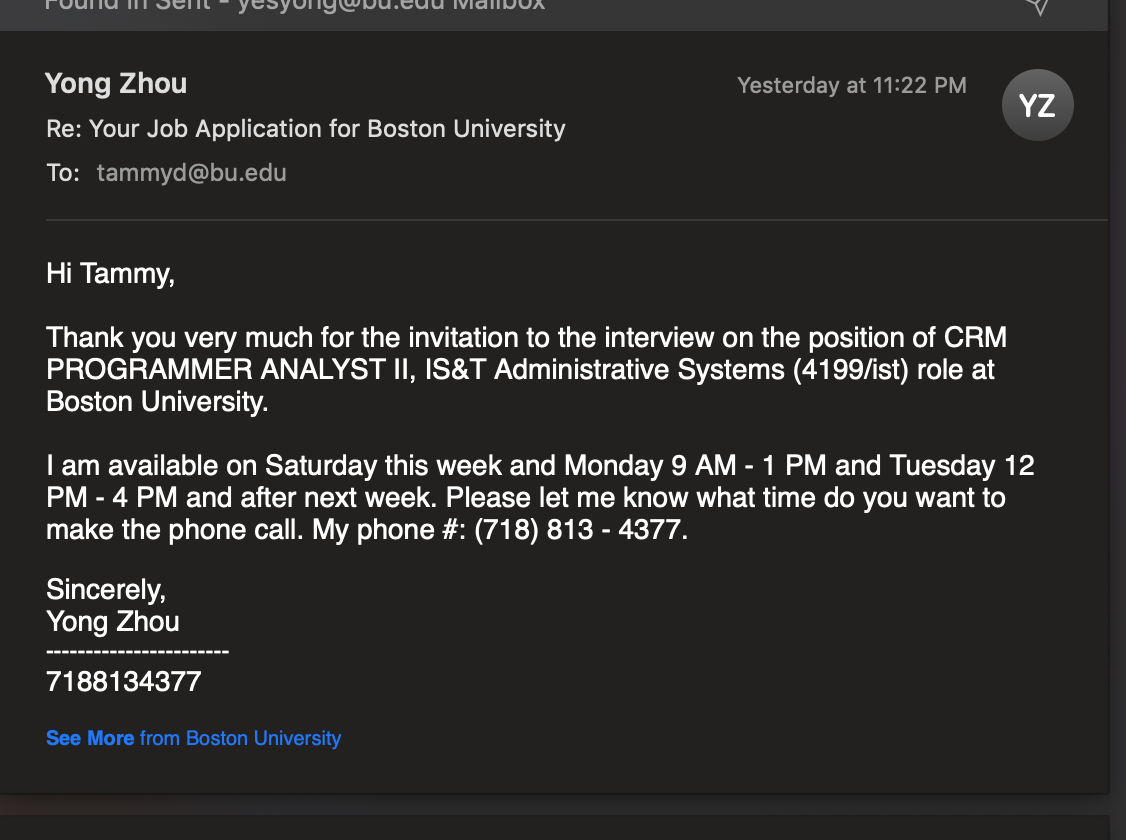 Found in Sent - yesyong@bu.edu Mailbox
Yong Zhou
Yesterday at 11:22 PM
YZ
Re: Your Job Application for Boston University
To: tammyd@bu.edu
Hi Tammy,
Thank you very much for the invitation to the interview on the position of CRM
PROGRAMMER ANALYST II, IS&T Administrative Systems (4199/ist) role at
Boston University.
I am available on Saturday this week and Monday 9 AM - 1 PM and Tuesday 12
PM - 4 PM and after next week. Please let me know what time do you want to
make the phone call. My phone #: (718) 813 - 4377.
Sincerely,
Yong Zhou
-----------------------
7188134377
See More from Boston University